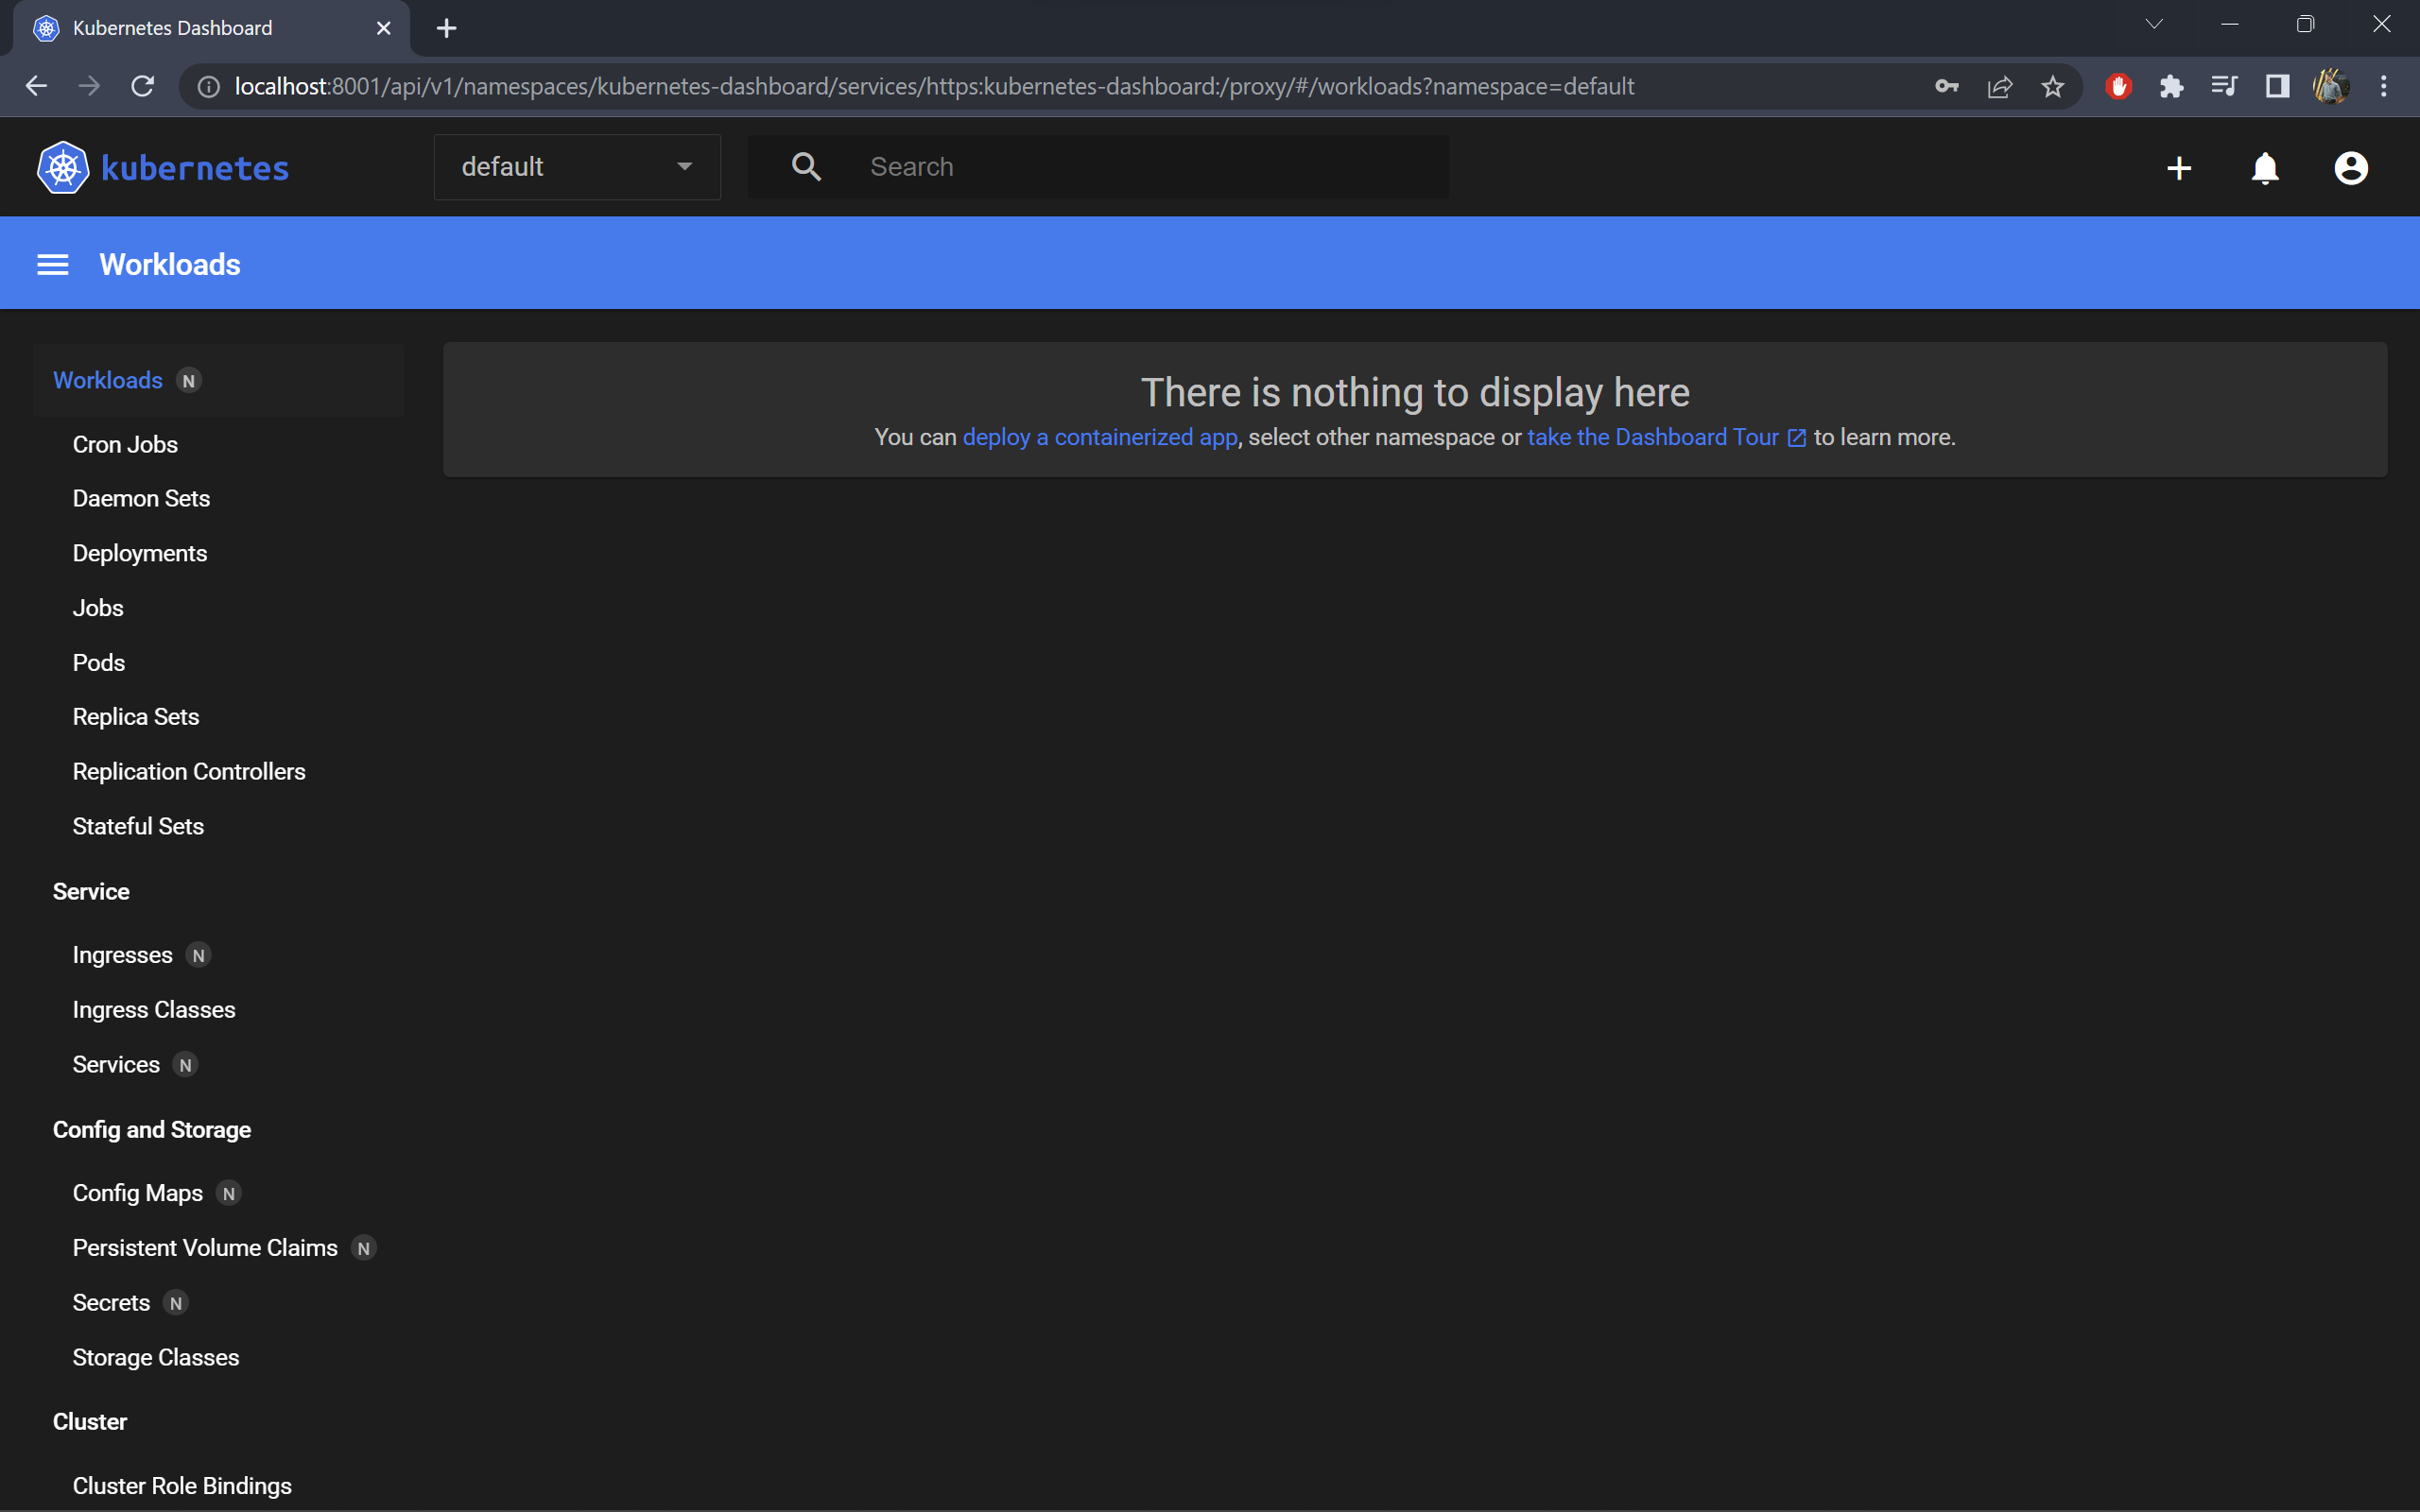 Kubernetes Dashboard
localhost:8001/api/v1/namespaces/kubernetes-dashboard/services/https:kubernetes-dashboard:/proxy/#/workloads?namespace=default
kubernetes
default
Search
Workloads
Workloads N
Cron Jobs
Daemon Sets
Deployments
Jobs
Pods
Replica Sets
Replication Controllers
Stateful Sets
Service
Ingresses N
Ingress Classes
Services N
Config and Storage
Config Maps N
Persistent Volume Claims N
Secrets N
Storage Classes
Cluster
Cluster Role Bindings
There is nothing to display here
You can deploy a containerized app, select other namespace or take the Dashboard Tour to learn more.